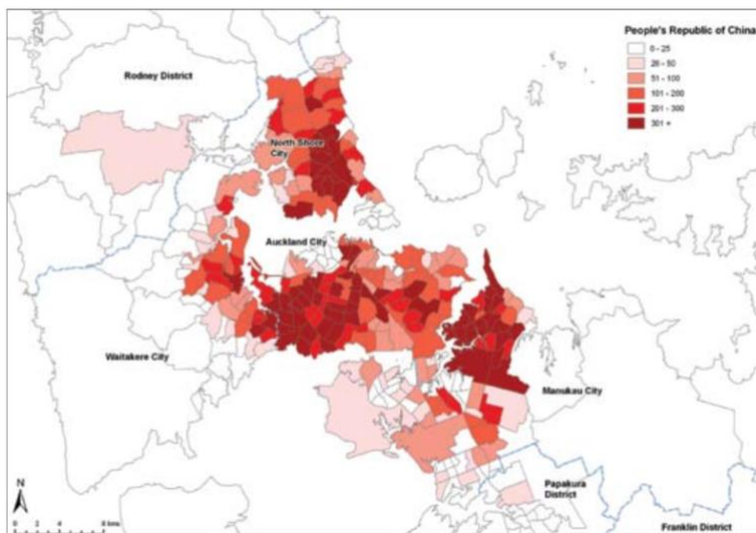 People's Republic of China
0 - 25
26 - 50
51 - 100
101 - 200
201 - 300
301 +
Rodney District
North Shore
City
Auckland City
Waitakere City
Manukau City
Papakura
District
Franklin District
N
0 2 4 8 kms